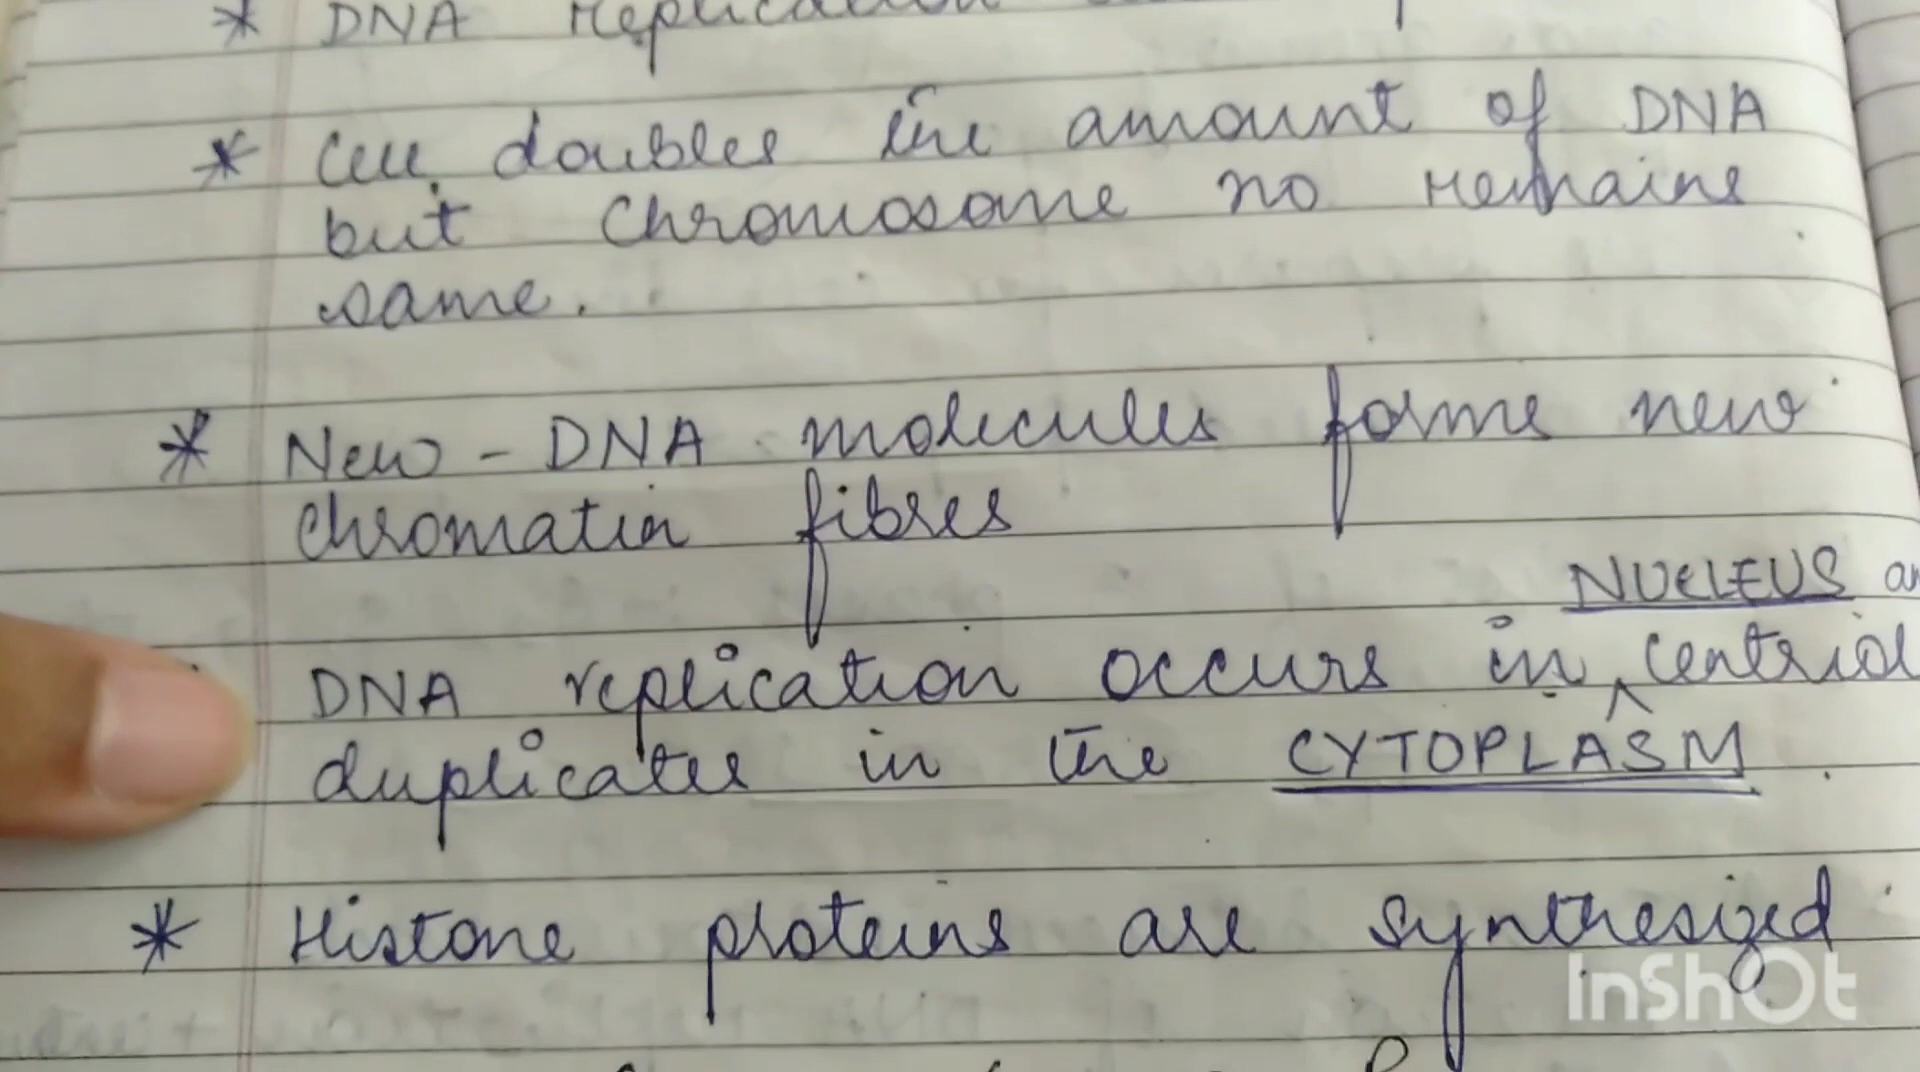 * DNA Replication
* Cell doubles the amount of DNA
but chromosome no remains
same.
* New - DNA molecules forms new
chromatin fibres
NUCLEUS
DNA replication occurs in ^ centriol
duplicates in the CYTOPLASM
* Histone proteins are synthesized
InShOt